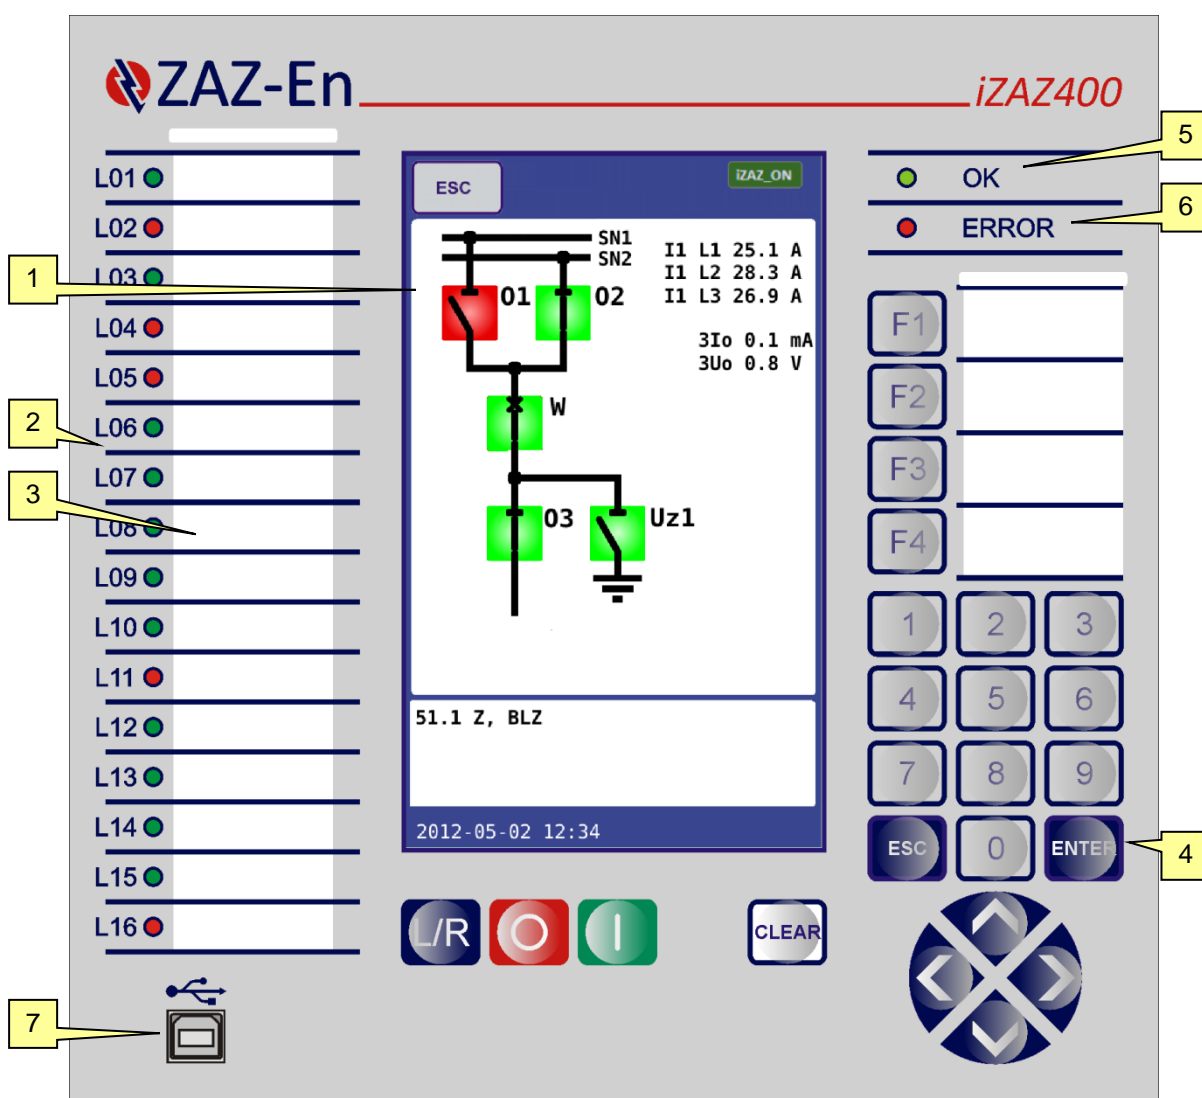 ZAZ-En
iZAZ400
L01
L02
L03
L04
L05
L06
L07
L08
L09
L10
L11
L12
L13
L14
L15
L16
ESC
iZAZ_ON
SN1
SN2
O1
O2
W
O3
Uz1
I1 L1 25.1 A
I1 L2 28.3 A
I1 L3 26.9 A
3Io 0.1 mA
3Uo 0.8 V
51.1 Z, BLZ
2012-05-02 12:34
L/R
O
I
CLEAR
OK
ERROR
F1
F2
F3
F4
1 2 3
4 5 6
7 8 9
ESC 0 ENTER
1
2
3
4
5
6
7